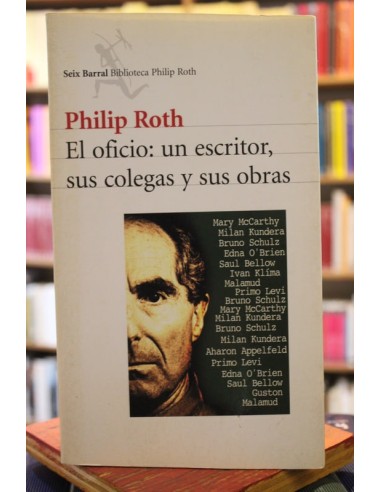 Seix Barral Biblioteca Philip Roth
Philip Roth
El oficio: un escritor,
sus colegas y sus obras
Mary McCarthy
Milan Kundera
Bruno Schulz
Edna O'Brien
Saul Bellow
Ivan Klíma
Malamud
Primo Levi
Bruno Schulz
Mary McCarthy
Milan Kundera
Bruno Schulz
Milan Kundera
Aharon Appelfeld
Primo Levi
Edna O'Brien
Saul Bellow
Guston
Malamud